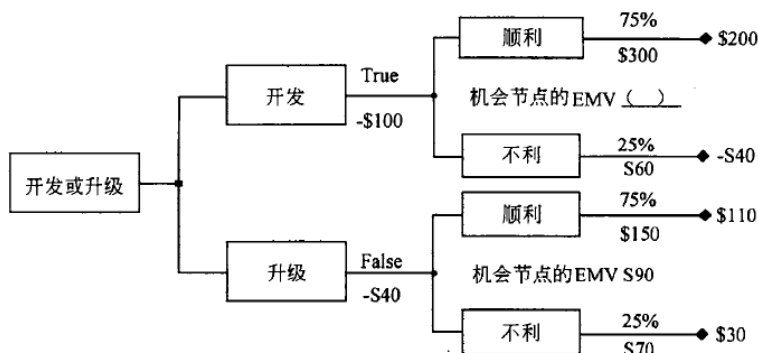 75%
顺利
$200
$300
True
开发
-$100
机会节点的EMV（ ）
25%
不利
-S40
S60
开发或升级
75%
顺利
$110
$150
False
升级
-S40
机会节点的EMV S90
25%
不利
$30
S70